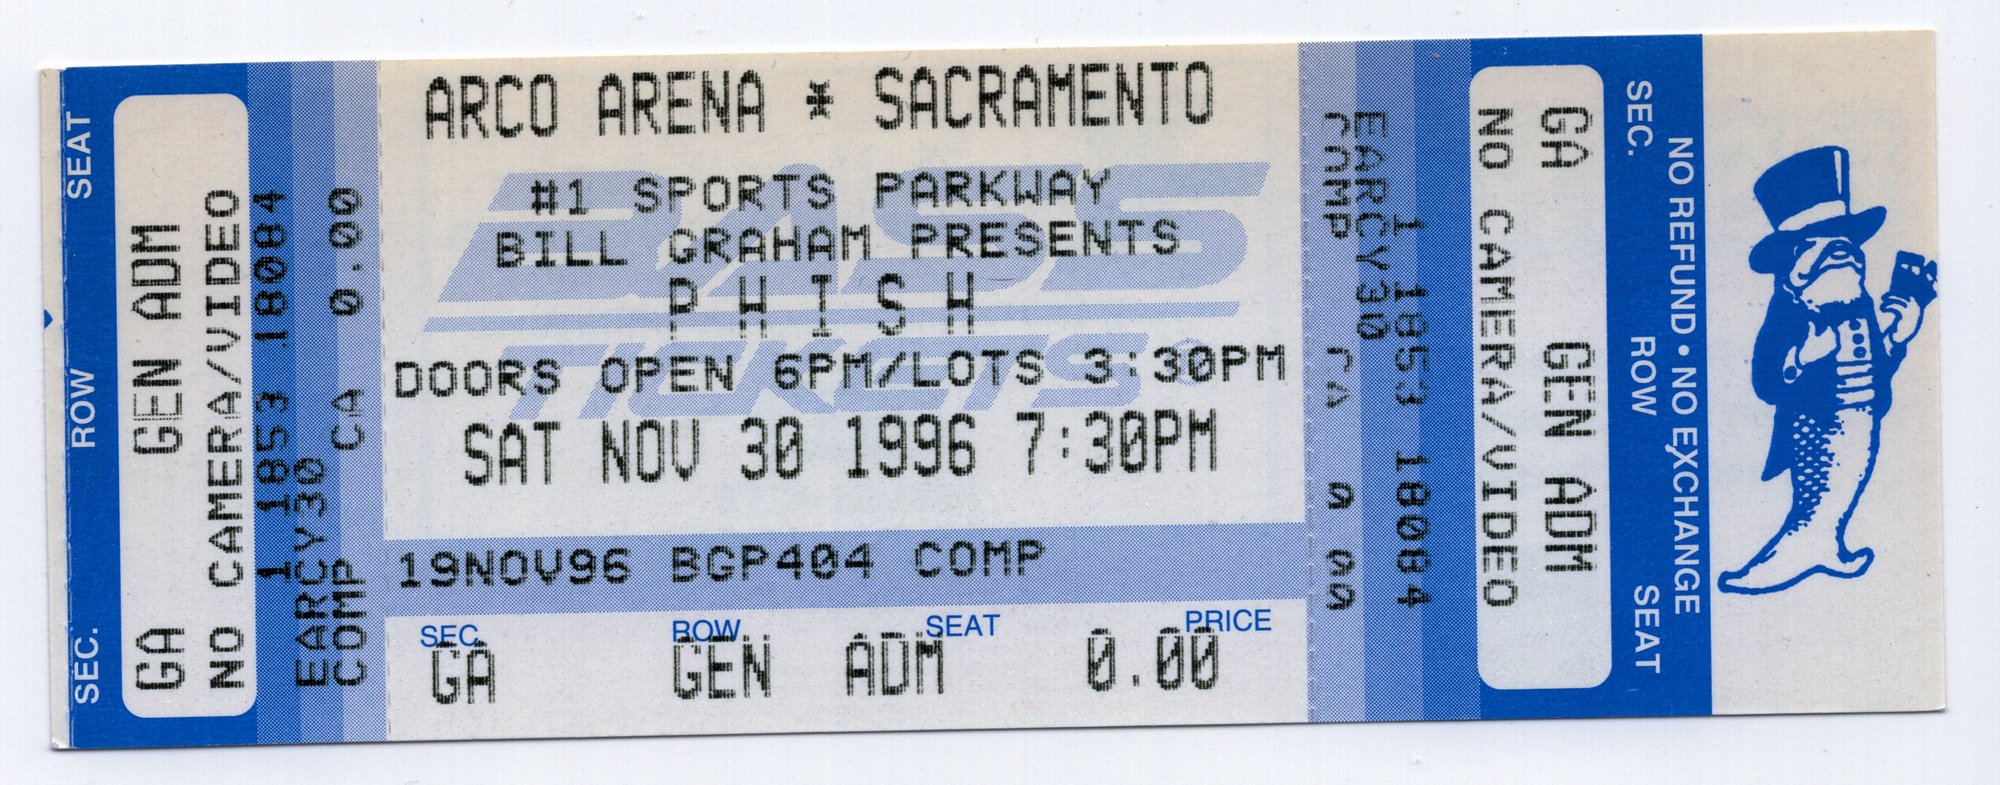 SEC. ROW SEAT
GA GEN ADM
NO CAMERA/VIDEO
1 1853 18084
EARCY30
COMP CA 0.00
ARCO ARENA * SACRAMENTO
BASS TICKETS
#1 SPORTS PARKWAY
BILL GRAHAM PRESENTS
PHISH
DOORS OPEN 6PM/LOTS 3:30PM
SAT NOV 30 1996 7:30PM
19NOV96 BGP404 COMP
SEC. ROW SEAT PRICE
GA GEN ADM 0.00
NO REFUND • NO EXCHANGE
SEC. ROW SEAT
GA GEN ADM
NO CAMERA/VIDEO
1 1853 18084
EARCY30
COMP CA 0 00